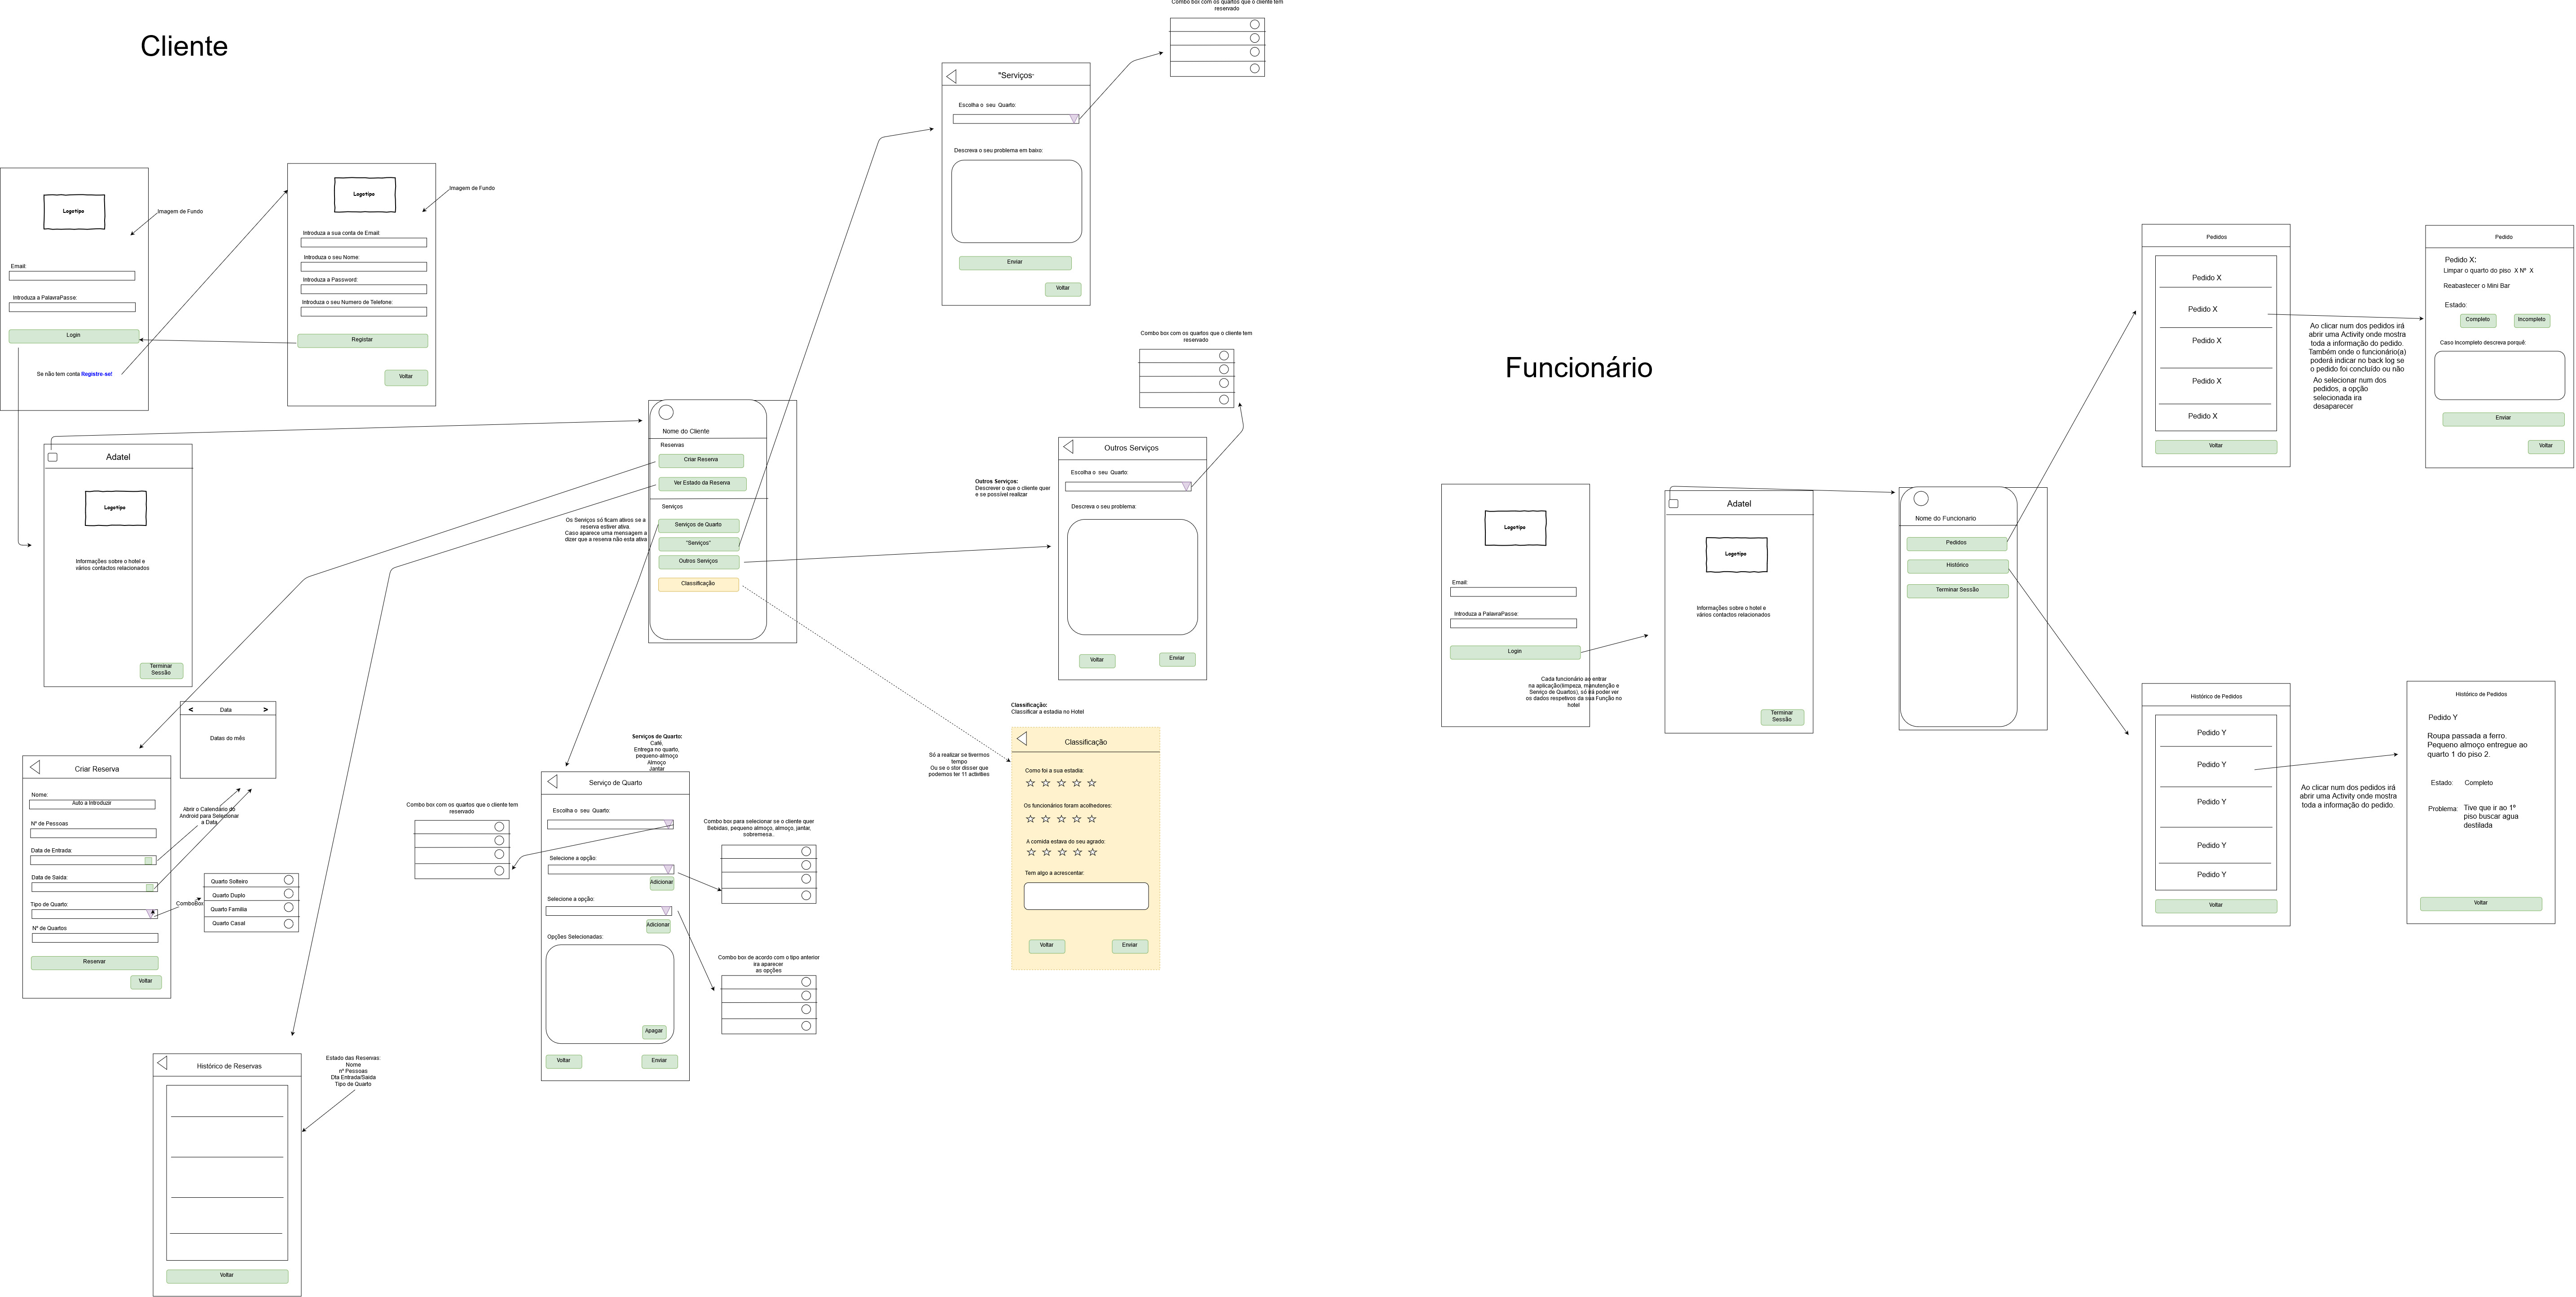 Cliente
Combo box com os quartos que o cliente tem
reservado
"Serviços"
Escolha o seu Quarto:
Descreva o seu problema em baixo:
Enviar
Voltar
Logotipo
Imagem de Fundo
Email:
Introduza a PalavraPasse:
Login
Se não tem conta Registre-se!
Logotipo
Imagem de Fundo
Introduza a sua conta de Email:
Introduza o seu Nome:
Introduza a Password:
Introduza o seu Numero de Telefone:
Registar
Voltar
Adatel
Logotipo
Informações sobre o hotel e
vários contactos relacionados
Terminar
Sessão
Nome do Cliente
Reservas
Criar Reserva
Ver Estado da Reserva
Serviços
Serviços de Quarto
"Serviços"
Outros Serviços
Classificação
Os Serviços só ficam ativos se a
reserva estiver ativa.
Caso aparece uma mensagem a
dizer que a reserva não esta ativa
Combo box com os quartos que o cliente tem
reservado
Outros Serviços
Escolha o seu Quarto:
Descreva o seu problema:
Voltar
Enviar
Outros Serviços:
Descrever o que o cliente quer
e se possível realizar
Data
< >
Datas do mês
Criar Reserva
Nome:
Auto a Introduzir
Nº de Pessoas
Data de Entrada:
Data de Saida:
Tipo de Quarto:
Nº de Quartos
Reservar
Voltar
Abrir o Calendário do
Android para Selecionar
a Data
ComboBox
Quarto Solteiro
Quarto Duplo
Quarto Familia
Quarto Casal
Histórico de Reservas
Voltar
Estado das Reservas:
Nome
nº Pessoas
Dta Entrada/Saida
Tipo de Quarto
Serviços de Quarto:
Café,
Entrega no quarto,
pequeno-almoço
Almoço
Jantar
Serviço de Quarto
Escolha o seu Quarto:
Selecione a opção:
Adicionar
Selecione a opção:
Adicionar
Opções Selecionadas:
Apagar
Voltar
Enviar
Combo box com os quartos que o cliente tem
reservado
Combo box para selecionar se o cliente quer
Bebidas, pequeno almoço, almoço, jantar,
sobremesa..
Combo box de acordo com o tipo anterior
ira aparecer
as opções
Classificação:
Classificar a estadia no Hotel
Só a realizar se tivermos
tempo
Ou se o stor disser que
podemos ter 11 activities
Classificação
Como foi a sua estadia:
Os funcionários foram acolhedores:
A comida estava do seu agrado:
Tem algo a acrescentar:
Voltar
Enviar
Funcionário
Logotipo
Email:
Introduza a PalavraPasse:
Login
Cada funcionário ao entrar
na aplicação(limpeza, manutenção e
Serviço de Quartos), só irá poder ver
os dados respetivos da sua Função no
hotel
Adatel
Logotipo
Informações sobre o hotel e
vários contactos relacionados
Terminar
Sessão
Nome do Funcionario
Pedidos
Histórico
Terminar Sessão
Pedidos
Pedido X
Pedido X
Pedido X
Pedido X
Pedido X
Voltar
Ao clicar num dos pedidos irá
abrir uma Activity onde mostra
toda a informação do pedido.
Também onde o funcionário(a)
poderá indicar no back log se
o pedido foi concluído ou não
Ao selecionar num dos
pedidos, a opção
selecionada ira
desaparecer
Pedido
Pedido X:
Limpar o quarto do piso X Nº X
Reabastecer o Mini Bar
Estado:
Completo
Incompleto
Caso Incompleto descreva porquê:
Enviar
Voltar
Histórico de Pedidos
Pedido Y
Pedido Y
Pedido Y
Pedido Y
Pedido Y
Voltar
Ao clicar num dos pedidos irá
abrir uma Activity onde mostra
toda a informação do pedido.
Histórico de Pedidos
Pedido Y
Roupa passada a ferro.
Pequeno almoço entregue ao
quarto 1 do piso 2.
Estado: Completo
Problema: Tive que ir ao 1º
piso buscar agua
destilada
Voltar